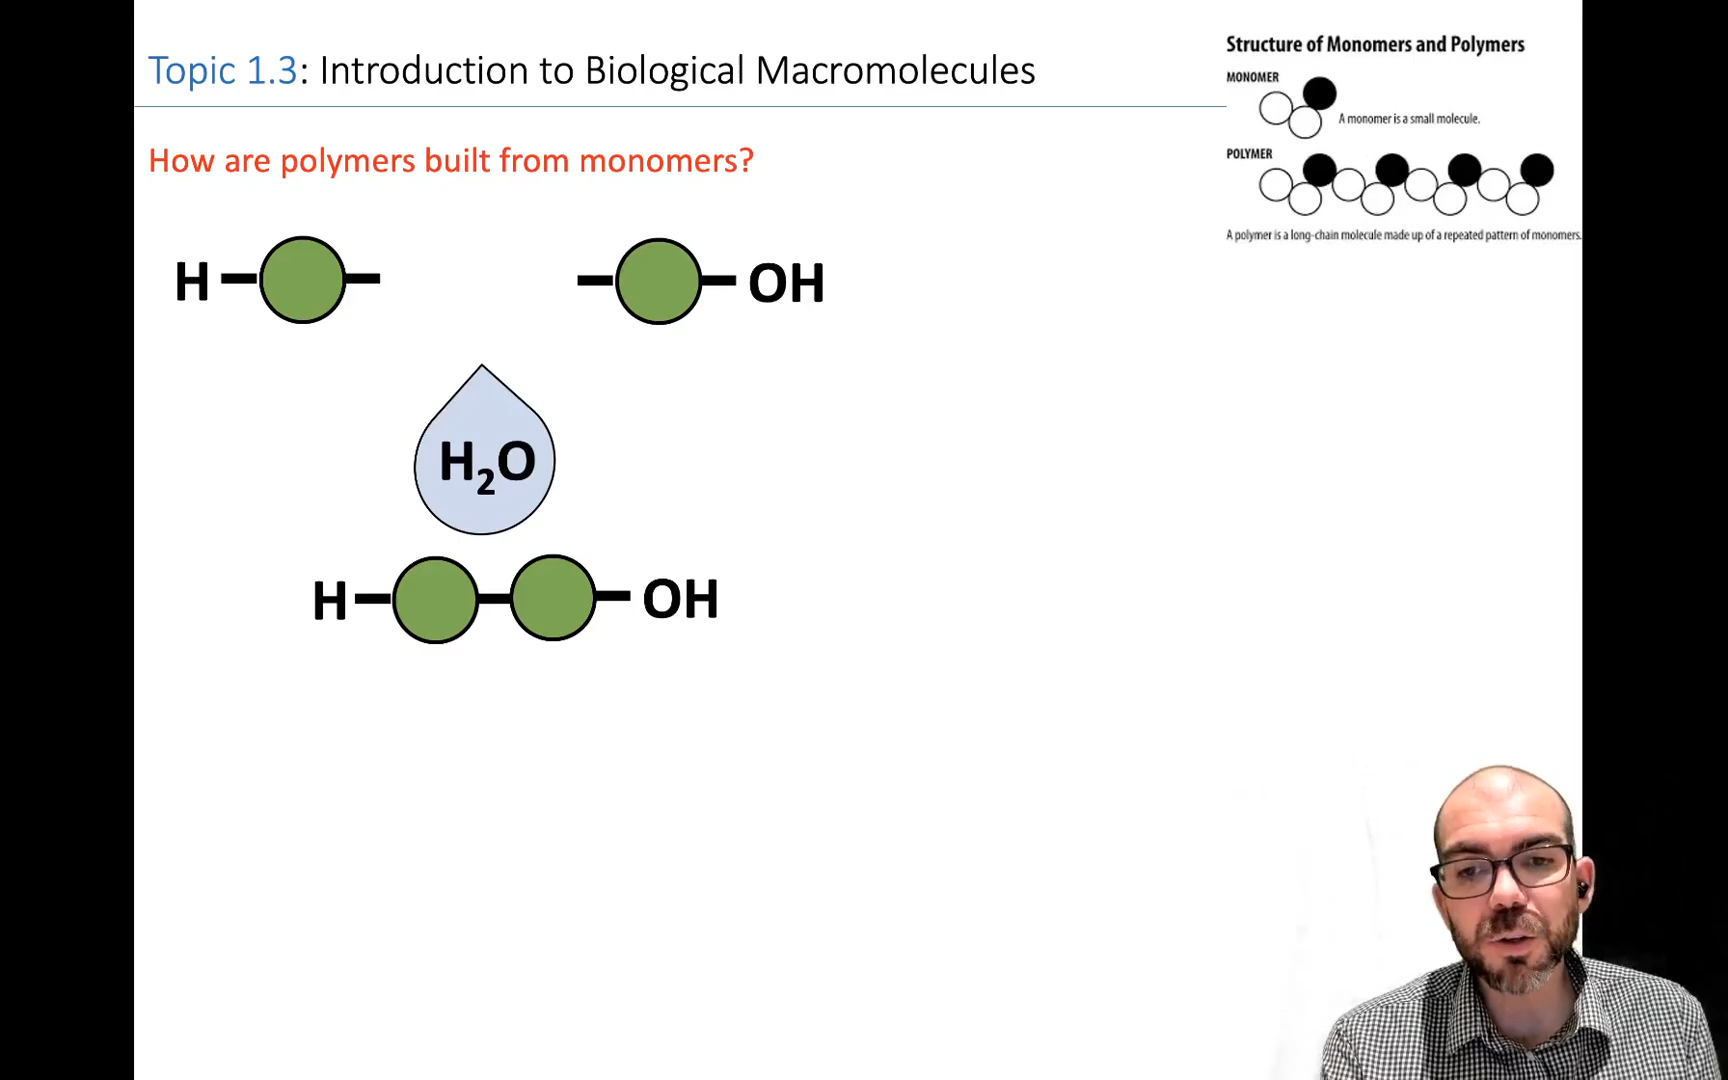 Topic 1.3: Introduction to Biological Macromolecules
How are polymers built from monomers?
H
OH
H₂O
H
OH
Structure of Monomers and Polymers
MONOMER
A monomer is a small molecule.
POLYMER
A polymer is a long-chain molecule made up of a repeated pattern of monomers.